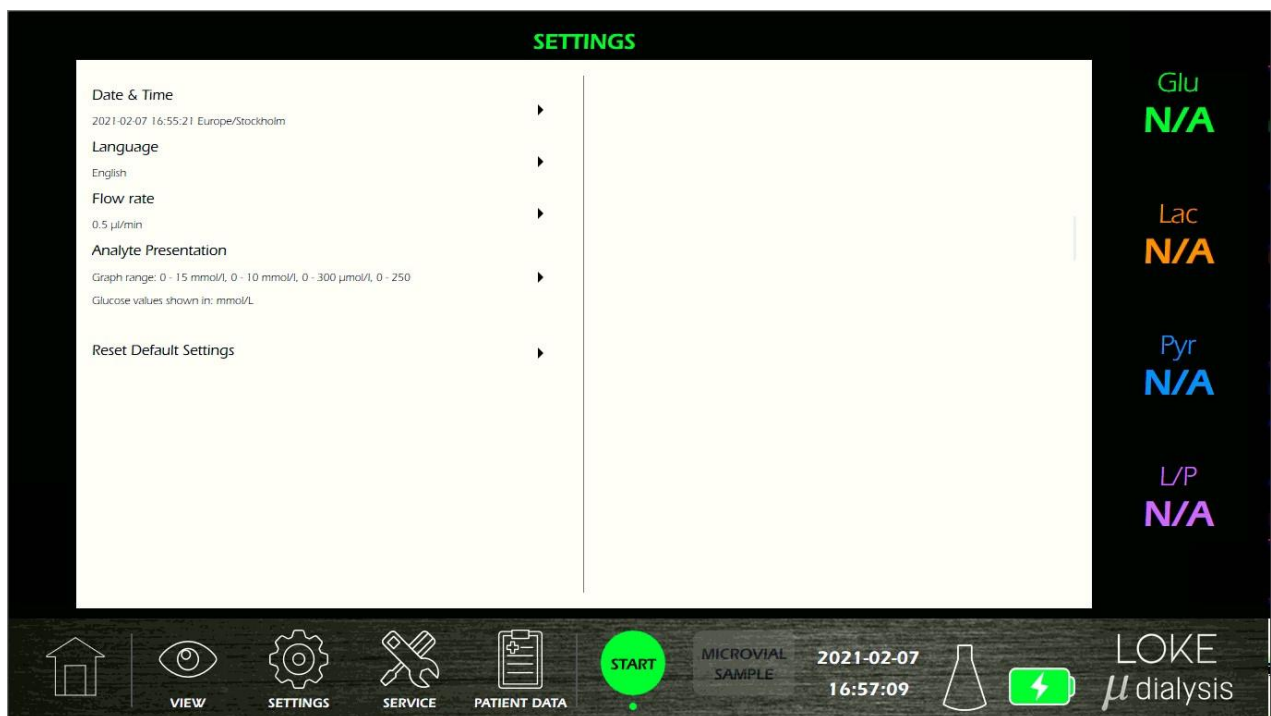 SETTINGS
Date & Time
2021-02-07 16:55:21 Europe/Stockholm
Language
English
Flow rate
0.5 µl/min
Analyte Presentation
Graph range: 0 - 15 mmol/l, 0 - 10 mmol/l, 0 - 300 µmol/l, 0 - 250
Glucose values shown in: mmol/L
Reset Default Settings
Glu
N/A
Lac
N/A
Pyr
N/A
L/P
N/A
VIEW
SETTINGS
SERVICE
PATIENT DATA
START
MICROVIAL
SAMPLE
2021-02-07
16:57:09
LOKE
µ dialysis